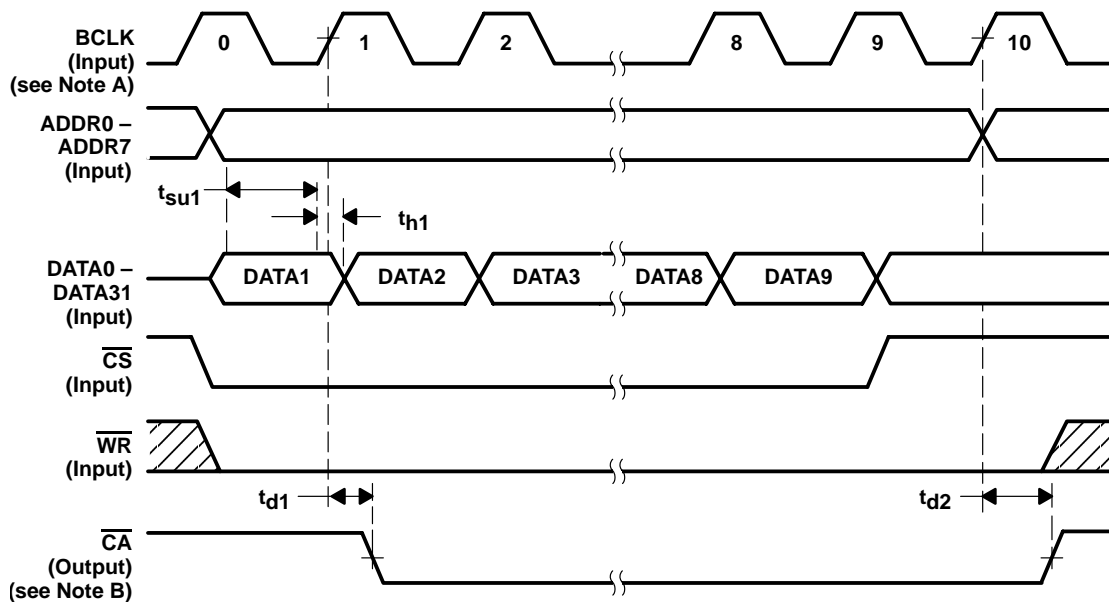 BCLK
(Input)
(see Note A)
0
1
2
8
9
10
ADDR0 –
ADDR7
(Input)
tsu1
th1
DATA0 –
DATA31
(Input)
DATA1
DATA2
DATA3
DATA8
DATA9
CS
(Input)
WR
(Input)
td1
td2
CA
(Output)
(see Note B)